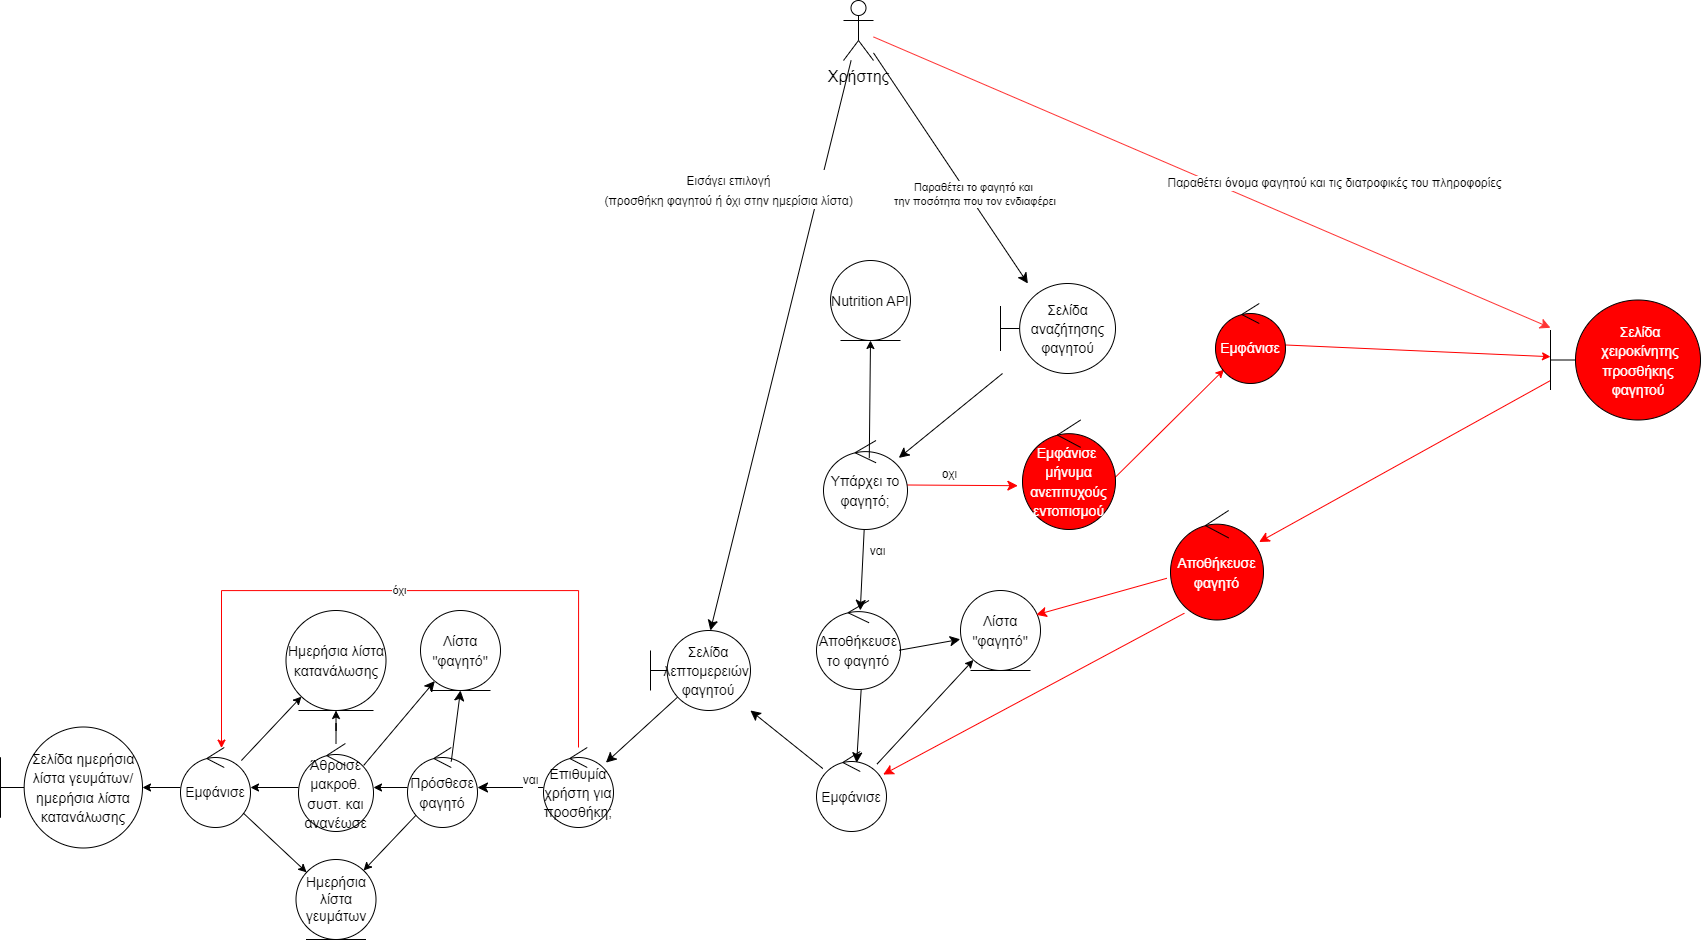 Χρήστης
Εισάγει επιλογή
(προσθήκη φαγητού ή όχι στην ημερίσια λίστα)
Παραθέτει το φαγητό και
την ποσότητα που τον ενδιαφέρει
Παραθέτει όνομα φαγητού και τις διατροφικές του πληροφορίες
Nutrition API
Σελίδα
αναζήτησης
φαγητού
Εμφάνισε
Σελίδα
χειροκίνητης
προσθήκης
φαγητού
Υπάρχει το
φαγητό;
οχι
Εμφάνισε
μήνυμα
ανεπιτυχούς
εντοπισμού
ναι
Αποθήκευσε
φαγητό
Αποθήκευσε
το φαγητό
Λίστα
"φαγητό"
όχι
Ημερήσια λίστα
κατανάλωσης
Λίστα
"φαγητό"
Σελίδα
λεπτομερειών
φαγητού
Σελίδα ημερήσια
λίστα γευμάτων/
ημερήσια λίστα
κατανάλωσης
Εμφάνισε
Άθροισε
μακροθ.
συστ. και
ανανέωσε
Πρόσθεσε
φαγητό
ναι
Επιθυμία
χρήστη για
προσθήκη;
Εμφάνισε
Ημερήσια
λίστα
γευμάτων